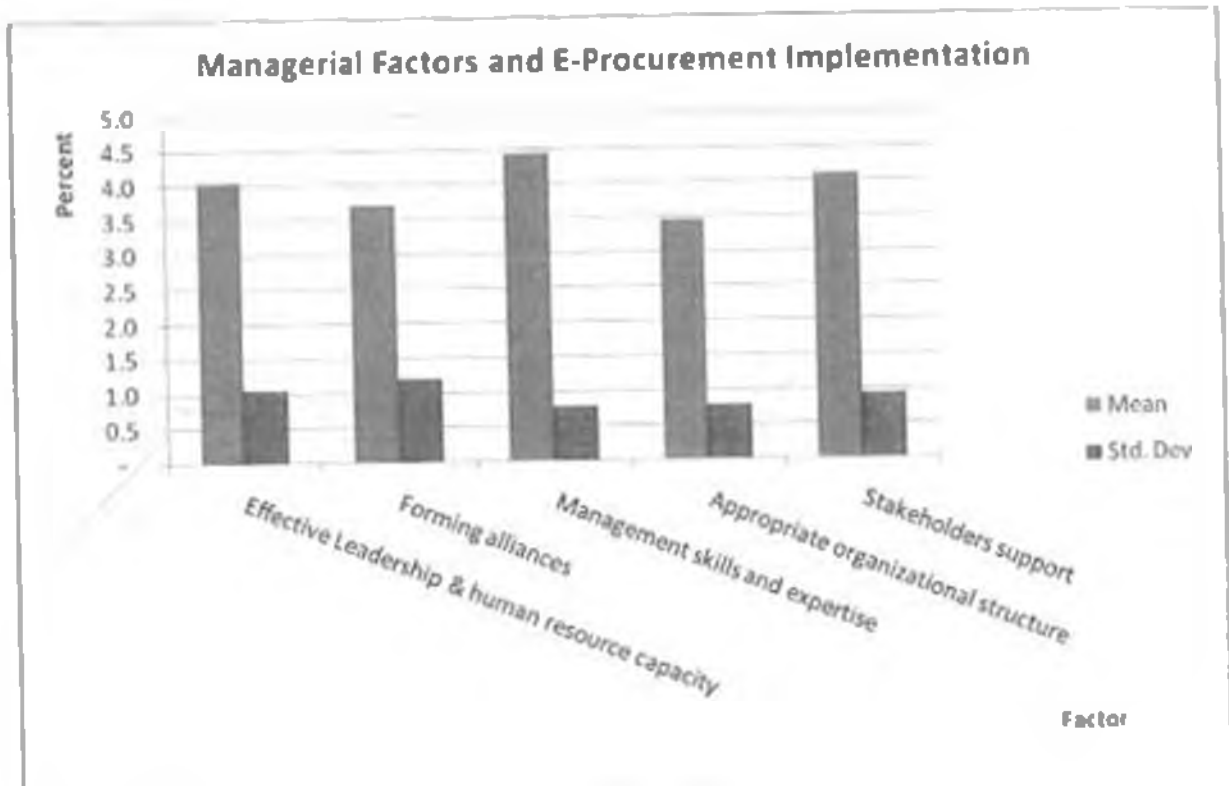 Managerial Factors and E-Procurement Implementation
Percent
5.0
4.5
4.0
3.5
3.0
2.5
2.0
1.5
1.0
0.5
-
Effective Leadership & human resource capacity
Forming alliances
Management skills and expertise
Appropriate organizational structure
Stakeholders support
Mean
Std. Dev
Factor